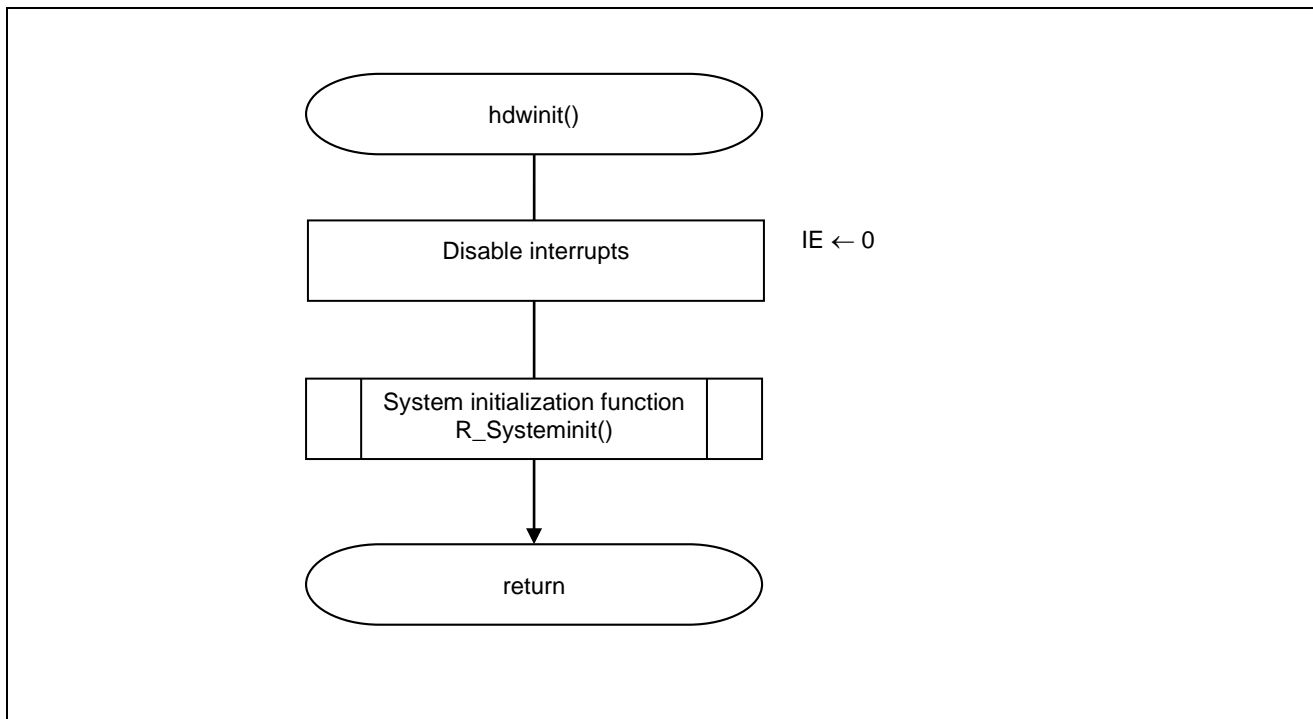 hdwinit()
Disable interrupts
IE ← 0
System initialization function
R_Systeminit()
return